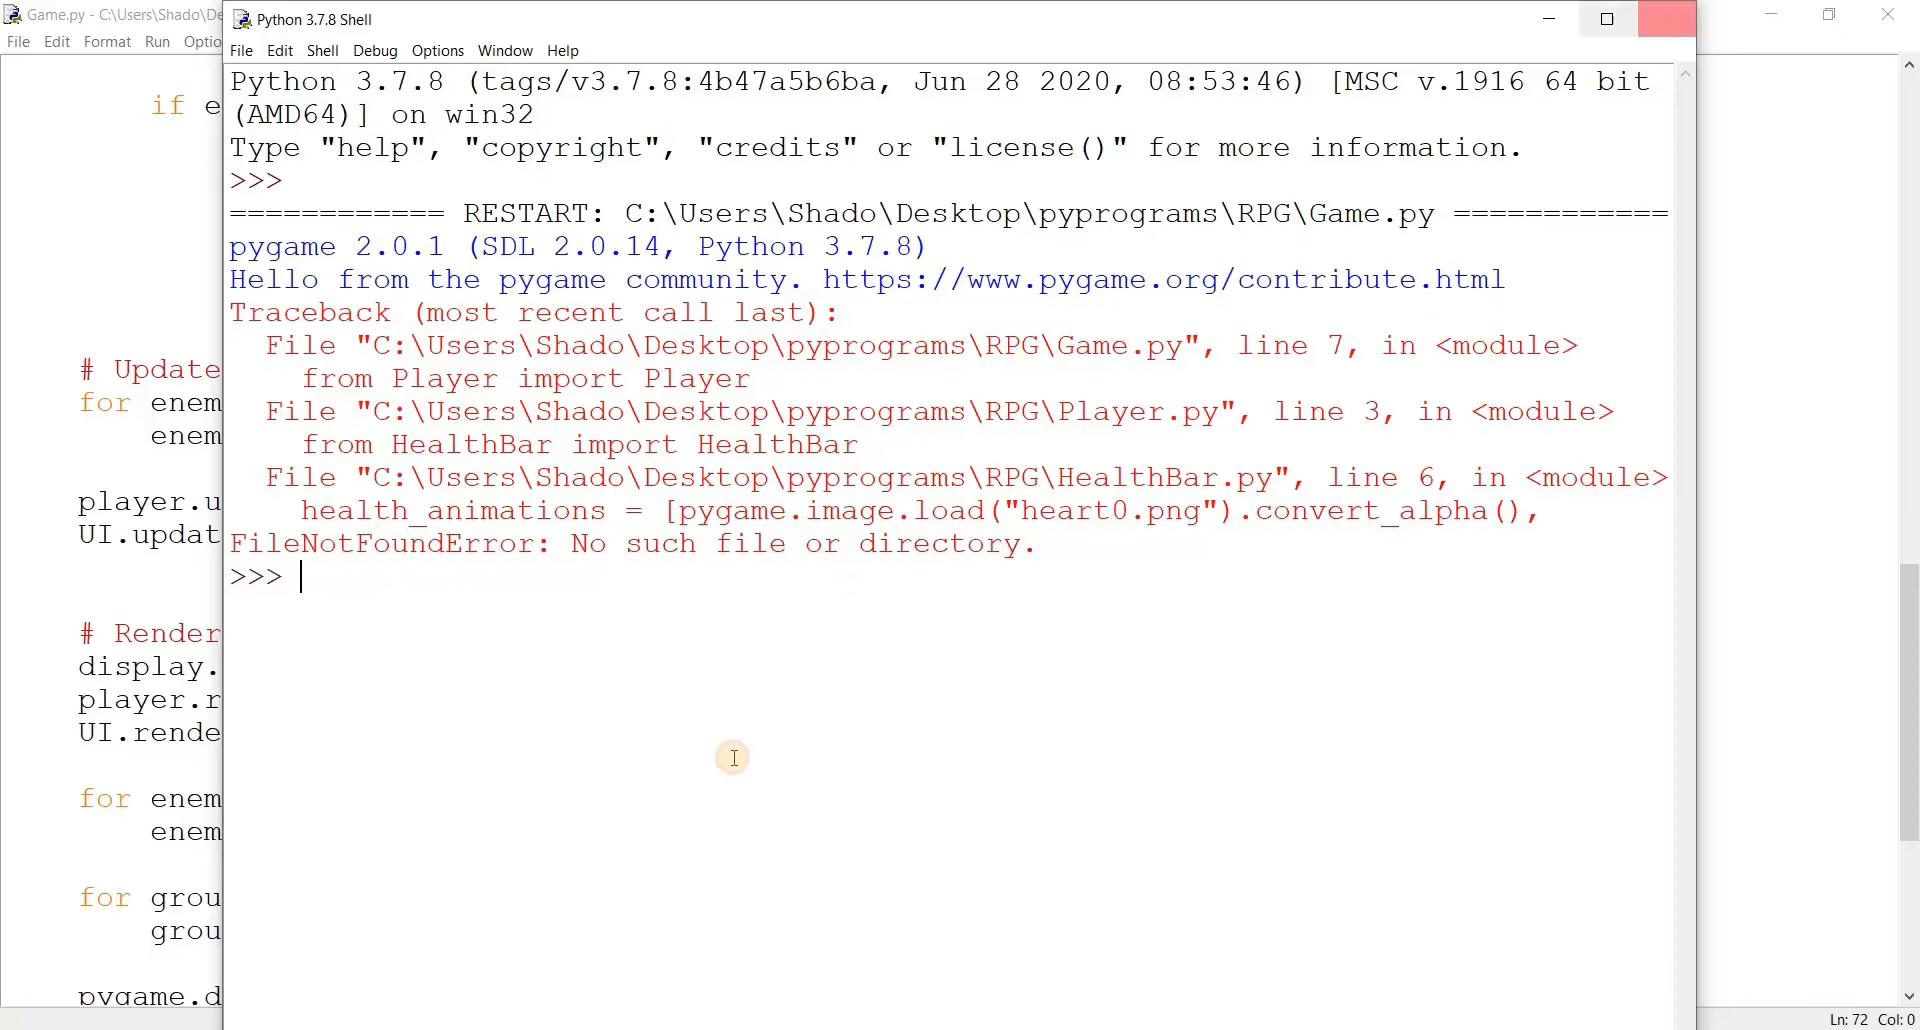 Game.py - C:\Users\Shado\De
File Edit Format Run Optio
Python 3.7.8 Shell
File Edit Shell Debug Options Window Help
Python 3.7.8 (tags/v3.7.8:4b47a5b6ba, Jun 28 2020, 08:53:46) [MSC v.1916 64 bit
(AMD64)] on win32
Type "help", "copyright", "credits" or "license()" for more information.
>>>
============ RESTART: C:\Users\Shado\Desktop\pyprograms\RPG\Game.py ============
pygame 2.0.1 (SDL 2.0.14, Python 3.7.8)
Hello from the pygame community. https://www.pygame.org/contribute.html
Traceback (most recent call last):
  File "C:\Users\Shado\Desktop\pyprograms\RPG\Game.py", line 7, in <module>
    from Player import Player
  File "C:\Users\Shado\Desktop\pyprograms\RPG\Player.py", line 3, in <module>
    from HealthBar import HealthBar
  File "C:\Users\Shado\Desktop\pyprograms\RPG\HealthBar.py", line 6, in <module>
    health_animations = [pygame.image.load("heart0.png").convert_alpha(),
FileNotFoundError: No such file or directory.
>>>
if e
# Update
for enem
enem
player.u
UI.updat
# Render
display.
player.r
UI.rende
for enem
enem
for grou
grou
pygame.d
Ln: 72 Col: 0